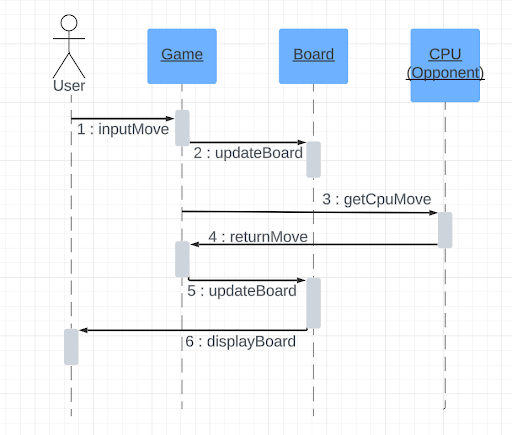 Game
Board
CPU
(Opponent)
User
1 : inputMove
2 : updateBoard
3 : getCpuMove
4 : returnMove
5 : updateBoard
6 : displayBoard